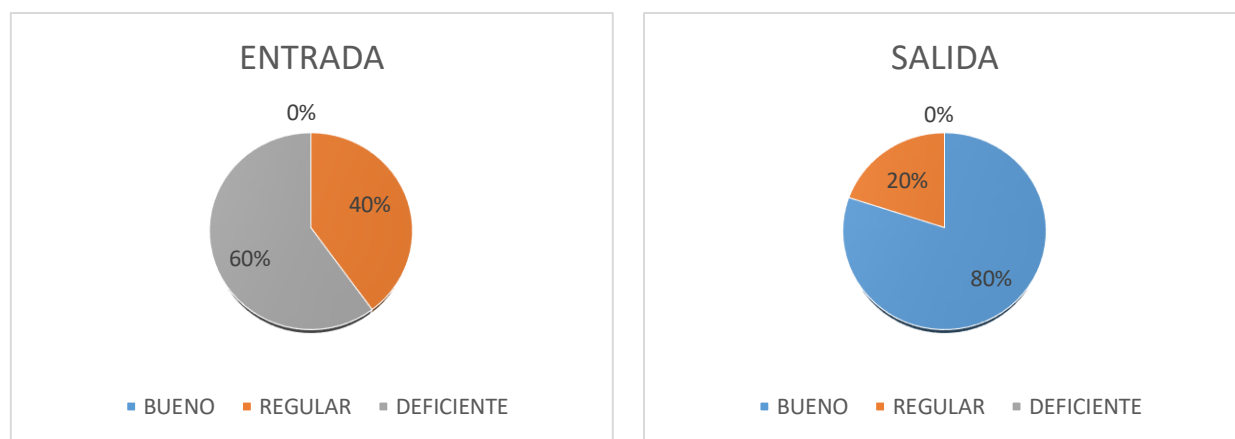 ENTRADA
0%
40%
60%
BUENO REGULAR DEFICIENTE
SALIDA
0%
20%
80%
BUENO REGULAR DEFICIENTE